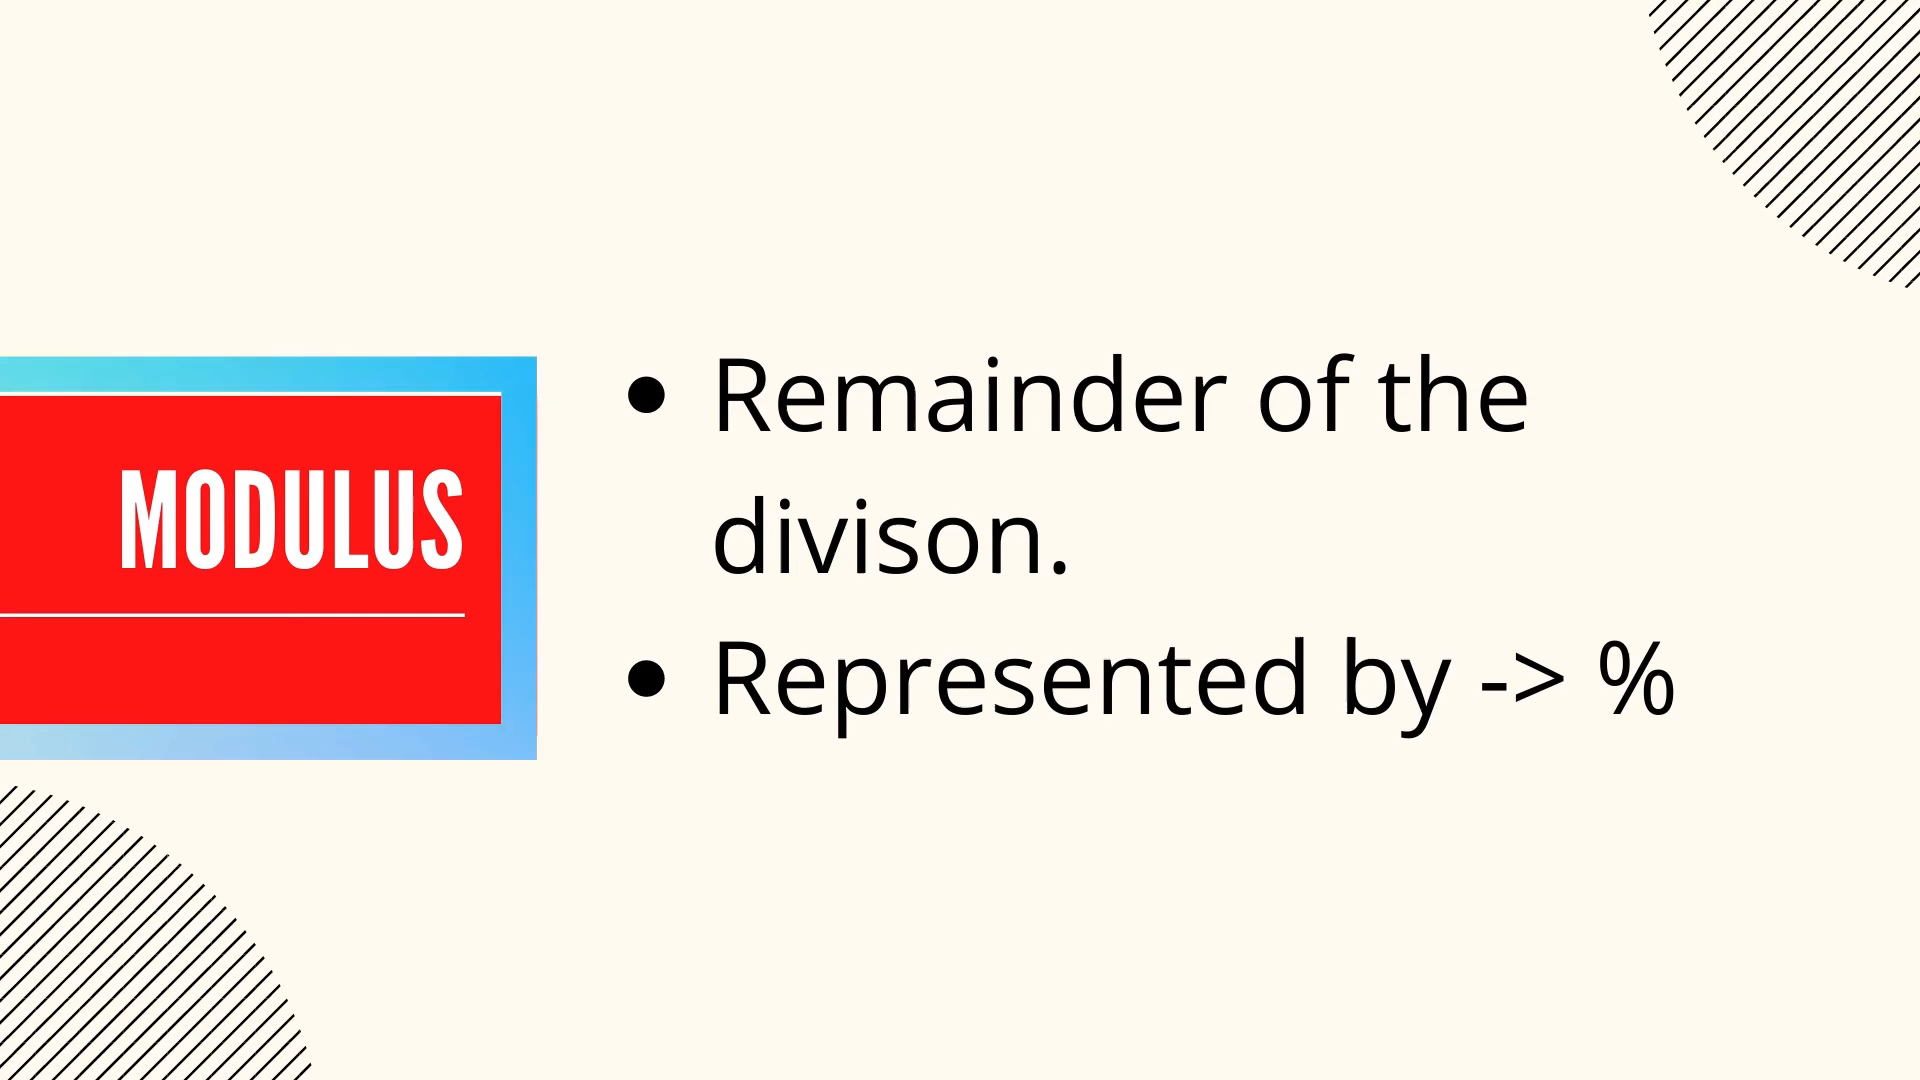 MODULUS
• Remainder of the
divison.
• Represented by -> %